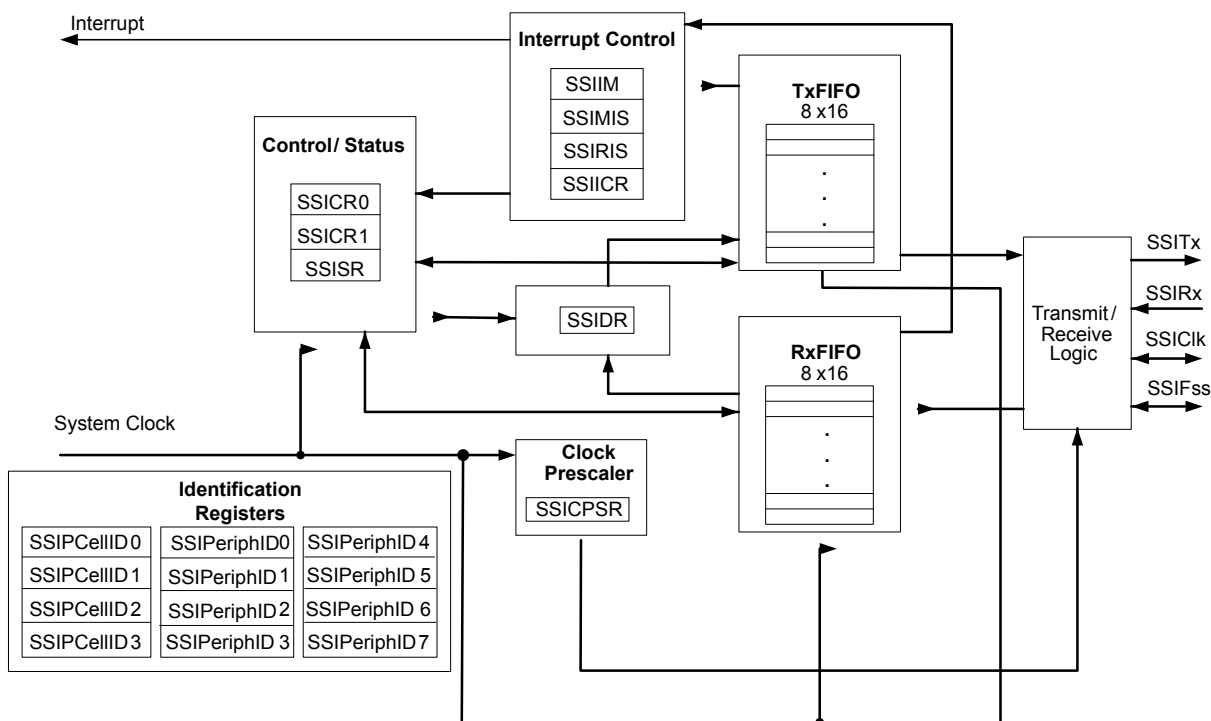 Interrupt
Interrupt Control
SSIIM
SSIMIS
SSIRIS
SSIICR
TxFIFO
8 x16
.
.
.
Control/ Status
SSICR0
SSICR1
SSISR
SSIDR
RxFIFO
8 x16
.
.
.
Transmit/
Receive
Logic
SSITx
SSIRx
SSIClk
SSIFss
System Clock
Clock
Prescaler
SSICPSR
Identification
Registers
SSIPCellID0
SSIPCellID1
SSIPCellID2
SSIPCellID3
SSIPeriphID0
SSIPeriphID1
SSIPeriphID2
SSIPeriphID3
SSIPeriphID4
SSIPeriphID5
SSIPeriphID6
SSIPeriphID7